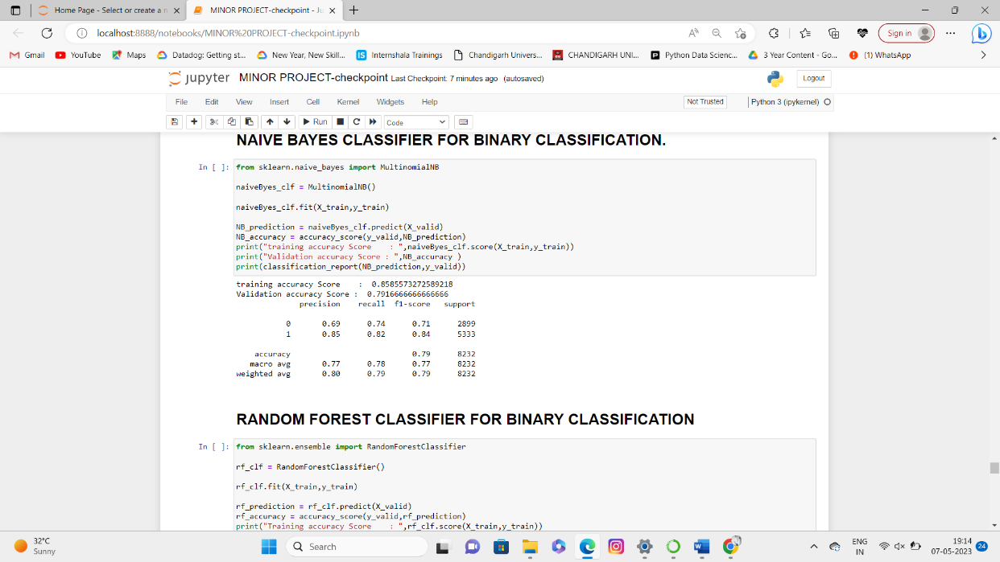 Home Page - Select or create a n
MINOR PROJECT-checkpoint - Ju
localhost:8888/notebooks/MINOR%20PROJECT-checkpoint.ipynb
Sign in
Gmail
YouTube
Maps
Datadog: Getting st...
New Year, New Skill...
IS Internshala Trainings
Chandigarh Univers...
CHANDIGARH UNI...
Python Data Scienc...
3 Year Content - Go...
(1) WhatsApp
jupyter MINOR PROJECT-checkpoint Last Checkpoint: 7 minutes ago (autosaved)
Logout
File Edit View Insert Cell Kernel Widgets Help
Not Trusted
Python 3 (ipykernel)
Run
Code
NAIVE BAYES CLASSIFIER FOR BINARY CLASSIFICATION.
In [ ]: from sklearn.naive_bayes import MultinomialNB
naiveByes_clf = MultinomialNB()
naiveByes_clf.fit(X_train,y_train)
NB_prediction = naiveByes_clf.predict(X_valid)
NB_accuracy = accuracy_score(y_valid,NB_prediction)
print("training accuracy Score    : ",naiveByes_clf.score(X_train,y_train))
print("Validation accuracy Score : ",NB_accuracy )
print(classification_report(NB_prediction,y_valid))
training accuracy Score    :  0.8585573272589218
Validation accuracy Score :  0.7916666666666666
precision recall f1-score support
0 0.69 0.74 0.71 2899
1 0.85 0.82 0.84 5333
accuracy 0.79 8232
macro avg 0.77 0.78 0.77 8232
weighted avg 0.80 0.79 0.79 8232
RANDOM FOREST CLASSIFIER FOR BINARY CLASSIFICATION
In [ ]: from sklearn.ensemble import RandomForestClassifier
rf_clf = RandomForestClassifier()
rf_clf.fit(X_train,y_train)
rf_prediction = rf_clf.predict(X_valid)
rf_accuracy = accuracy_score(y_valid,rf_prediction)
print("Training accuracy Score    : ",rf_clf.score(X_train,y_train))
32°C
Sunny
Search
ENG
IN
19:14
07-05-2023
24